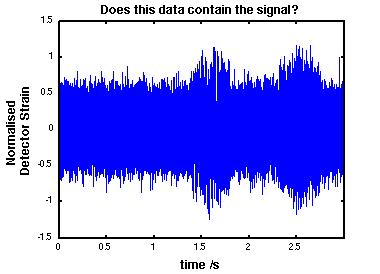 Does this data contain the signal?
1.5
1
0.5
0
-0.5
-1
-1.5
Normalised
Detector Strain
0 0.5 1 1.5 2 2.5
time /s